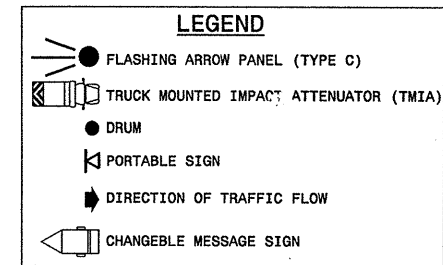 LEGEND
FLASHING ARROW PANEL (TYPE C)
TRUCK MOUNTED IMPACT ATTENUATOR (TMIA)
DRUM
PORTABLE SIGN
DIRECTION OF TRAFFIC FLOW
CHANGEBLE MESSAGE SIGN